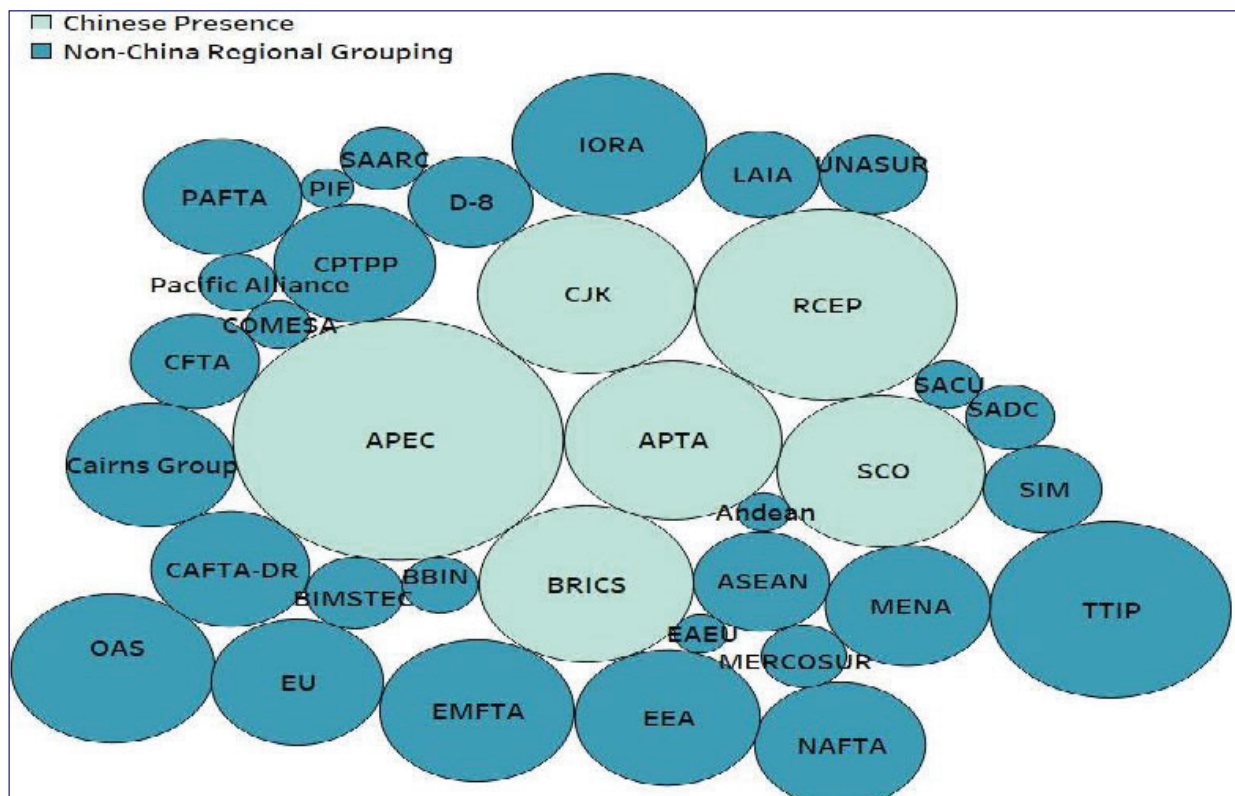 Chinese Presence
Non-China Regional Grouping
IORA
SAARC
PIF
PAFTA
D-8
LAIA
UNASUR
CPTPP
Pacific Alliance
CJK
RCEP
COMESA
CFTA
SACU
SADC
APEC
APTA
Cairns Group
SCO
SIM
Andean
CAFTA-DR
BIMSTEC
BBIN
BRICS
ASEAN
MENA
TTIP
EAEU
OAS
MERCOSUR
EU
EMFTA
EEA
NAFTA